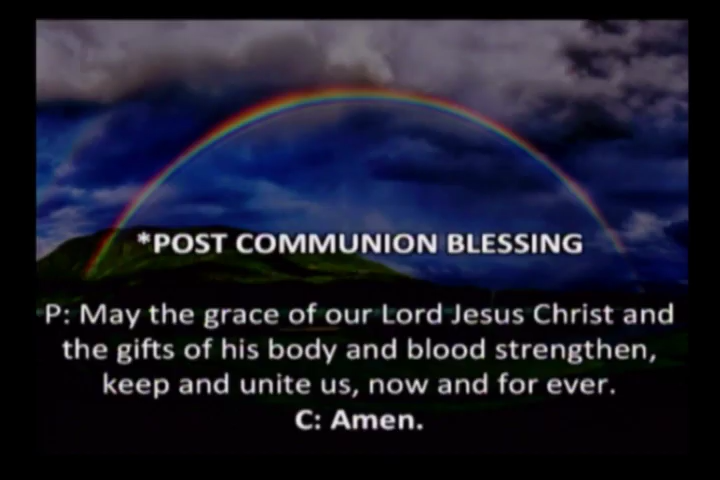 *POST COMMUNION BLESSING
P: May the grace of our Lord Jesus Christ and
the gifts of his body and blood strengthen,
keep and unite us, now and for ever.
C: Amen.